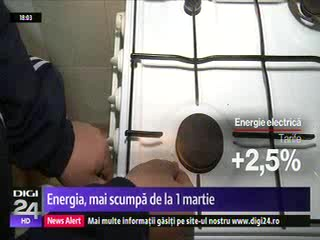 18:03
Energie electrică
Tarife
+2,5%
Energia, mai scumpă de la 1 martie
DIGI
24
HD
News Alert
Mai multe informații găsiți pe site-ul nostru www.digi24.ro